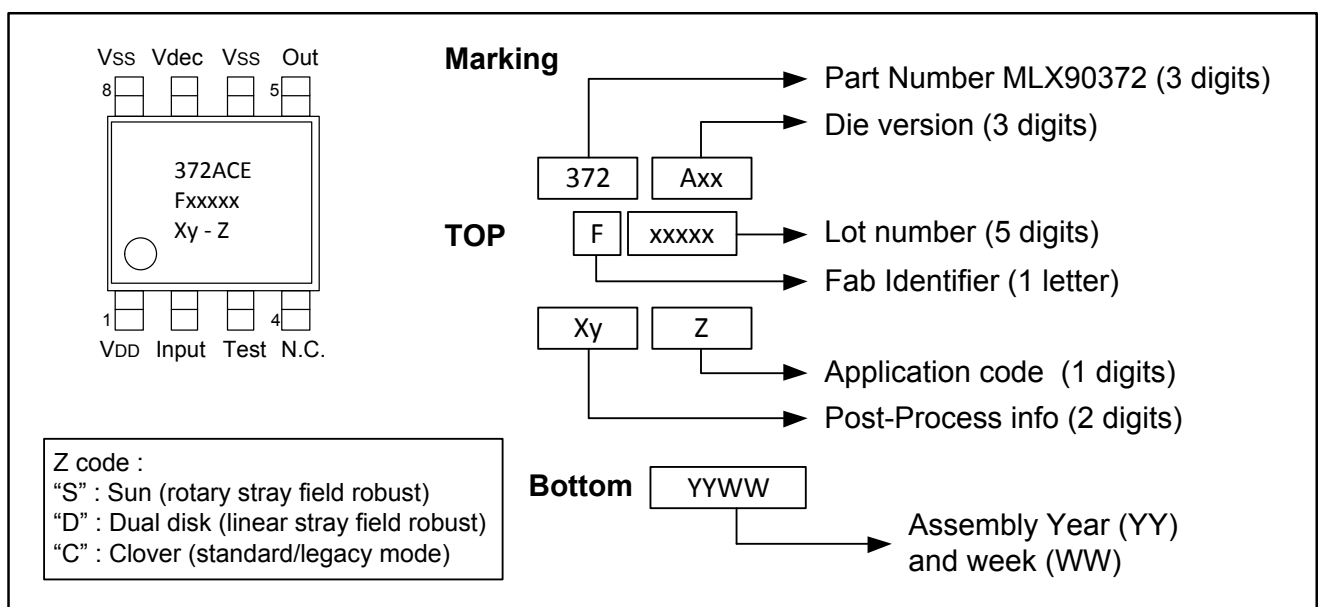 Vss Vdec Vss Out
8 5
372ACE
Fxxxxx
Xy - Z
1 4
VDD Input Test N.C.
Marking
Part Number MLX90372 (3 digits)
Die version (3 digits)
372 Axx
TOP
F xxxxx
Lot number (5 digits)
Fab Identifier (1 letter)
Xy Z
Application code (1 digits)
Post-Process info (2 digits)
Z code :
“S” : Sun (rotary stray field robust)
“D” : Dual disk (linear stray field robust)
“C” : Clover (standard/legacy mode)
Bottom YYWW
Assembly Year (YY)
and week (WW)